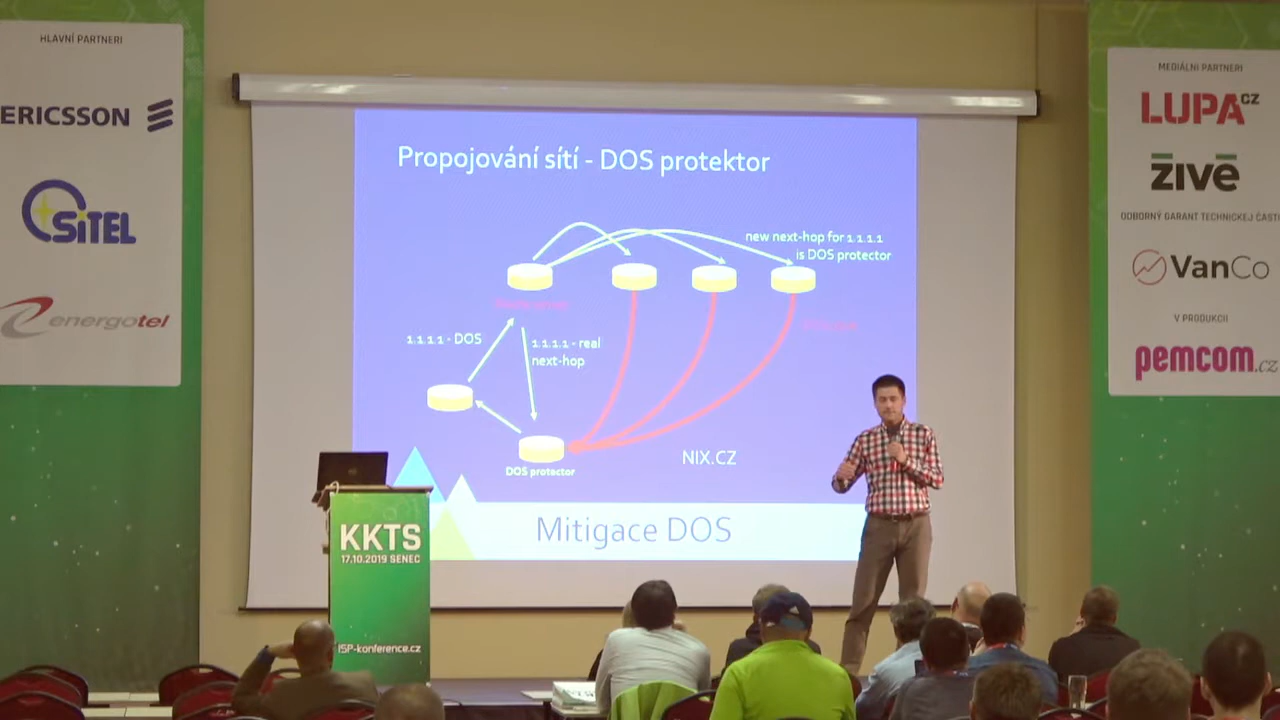 HLAVNÍ PARTNERI
ERICSSON
SiTEL
energotel
Propojování sítí - DOS protektor
new next-hop for 1.1.1.1
is DOS protector
1.1.1.1 - DOS
1.1.1.1 - real
next-hop
DOS protector
NIX.CZ
Mitigace DOS
KKTS
17.10.2019 SENEC
iSP-konference.cz
MEDIÁLNI PARTNERI
LUPA.CZ
živě
ODBORNÝ GARANT TECHNICKEJ ČASTI
VanCo
V PRODUKCII
pemcom.cz